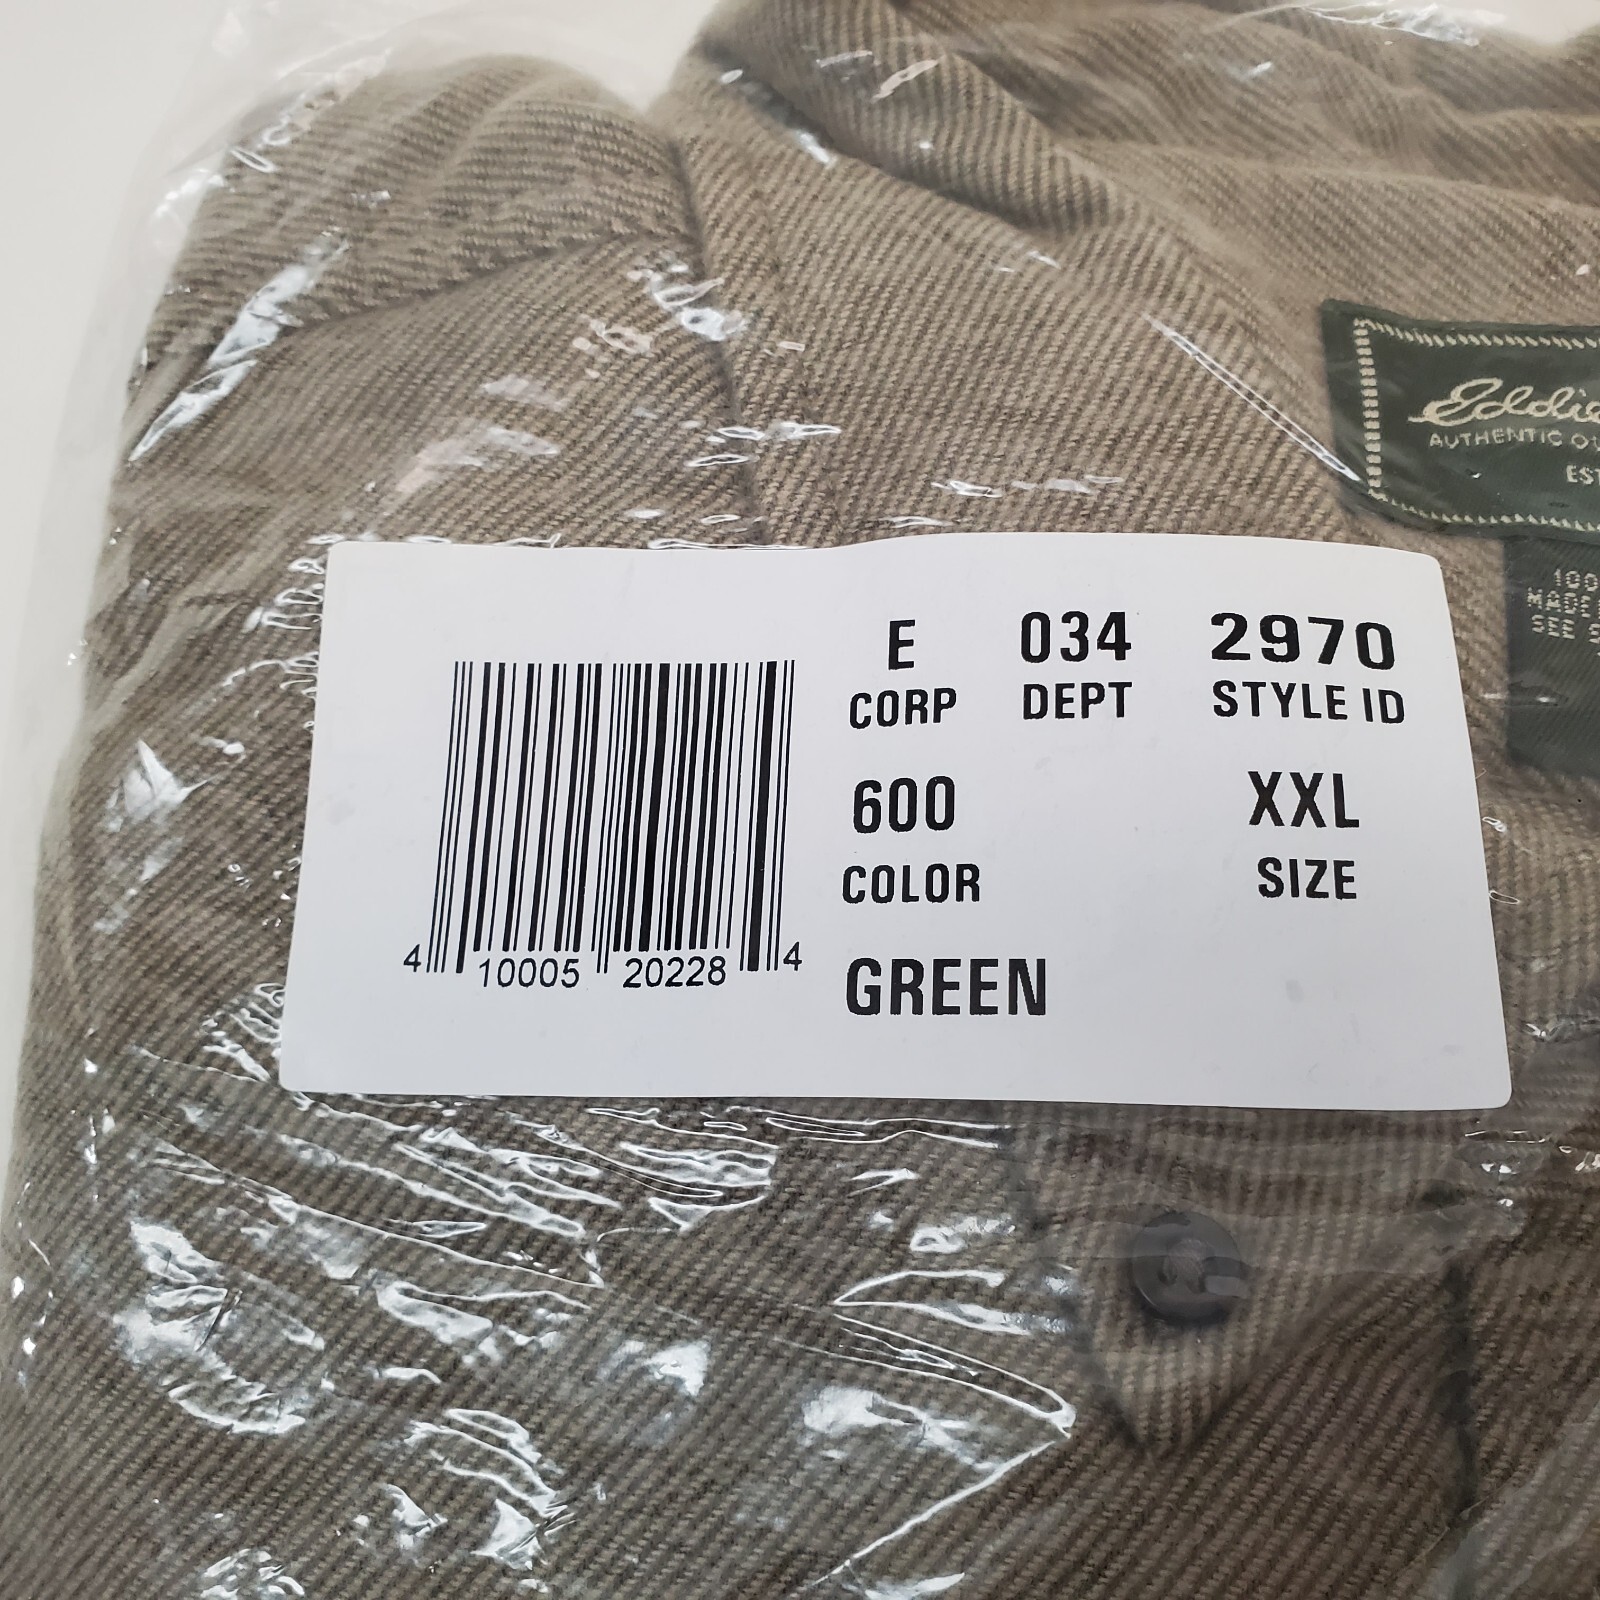 Eddie
AUTHENTIC
EST
100
MADE
SEE
E 034 2970
CORP DEPT STYLE ID
600 XXL
COLOR SIZE
GREEN
4 10005 20228 4